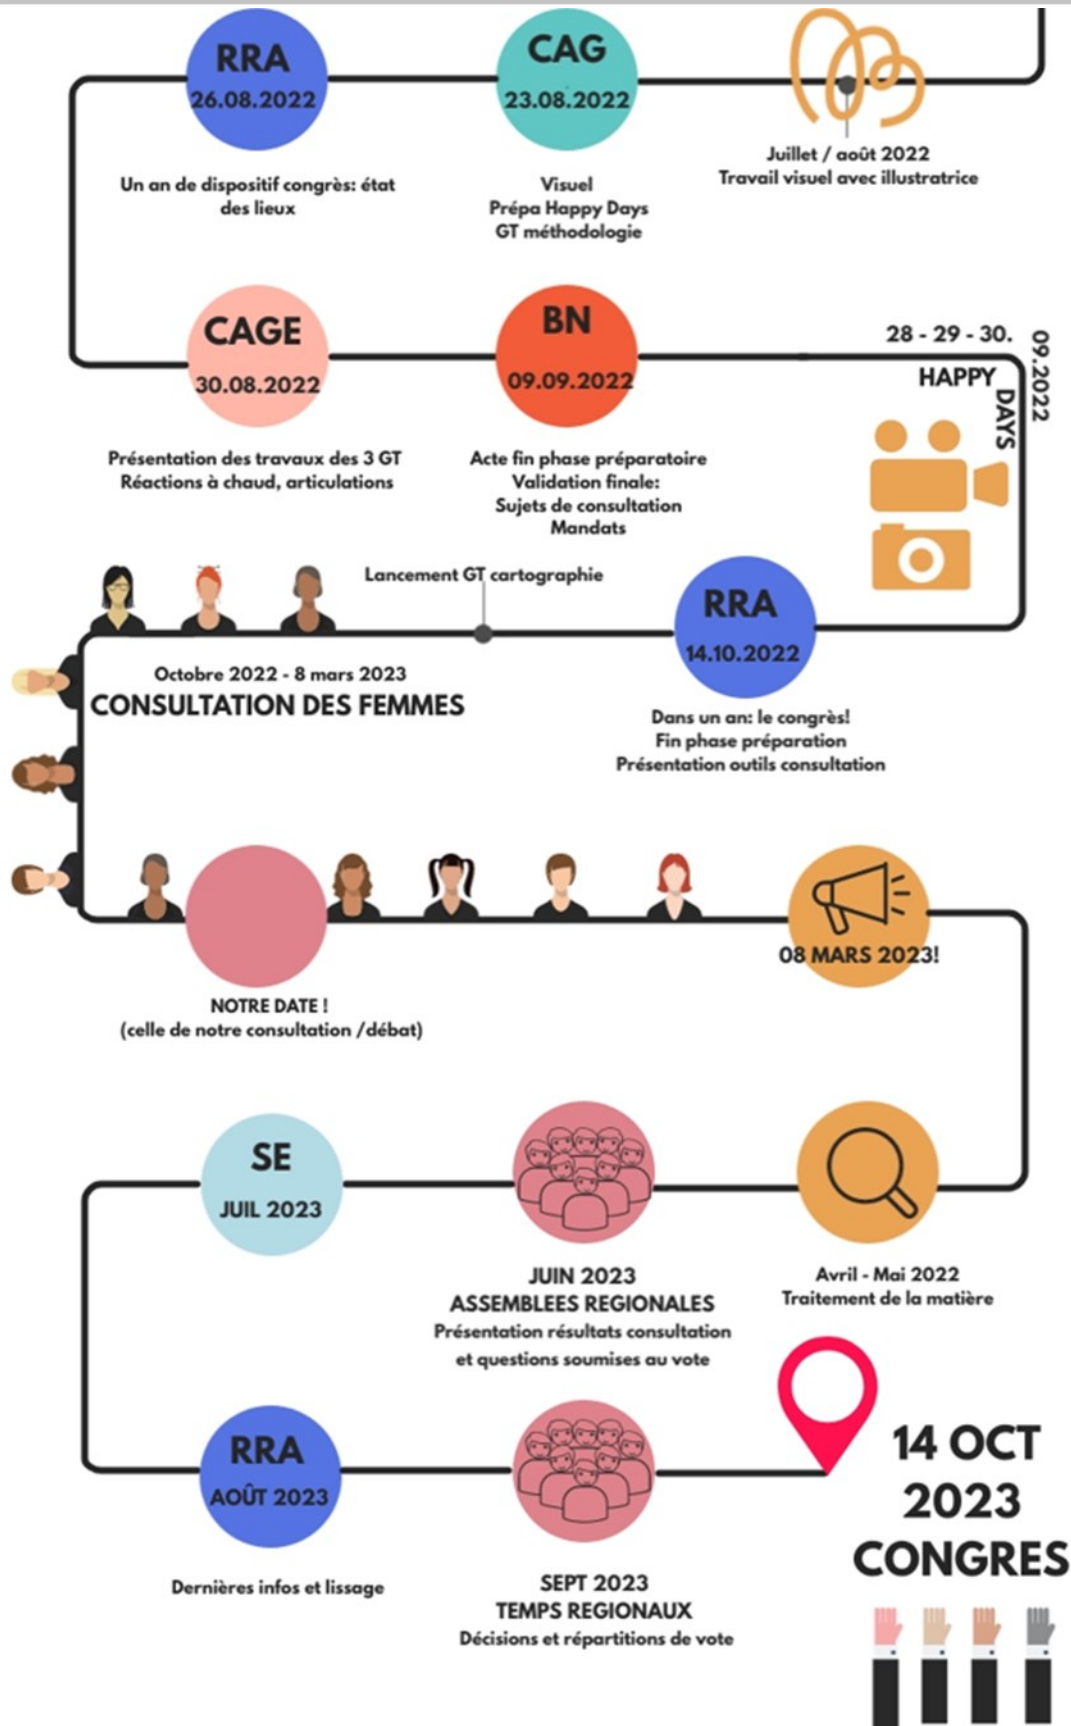 RRA
26.08.2022
Un an de dispositif congrès: état
des lieux
CAG
23.08.2022
Visuel
Prépa Happy Days
GT méthodologie
Juillet / août 2022
Travail visuel avec illustratrice
CAGE
30.08.2022
Présentation des travaux des 3 GT
Réactions à chaud, articulations
BN
09.09.2022
Acte fin phase préparatoire
Validation finale:
Sujets de consultation
Mandats
28 - 29 - 30.
09.2022
HAPPY
DAYS
Lancement GT cartographie
RRA
14.10.2022
Dans un an: le congrès!
Fin phase préparation
Présentation outils consultation
Octobre 2022 - 8 mars 2023
CONSULTATION DES FEMMES
NOTRE DATE !
(celle de notre consultation /débat)
08 MARS 2023!
SE
JUIL 2023
JUIN 2023
ASSEMBLEES REGIONALES
Présentation résultats consultation
et questions soumises au vote
Avril - Mai 2022
Traitement de la matière
RRA
AOÛT 2023
Dernières infos et lissage
SEPT 2023
TEMPS REGIONAUX
Décisions et répartitions de vote
14 OCT
2023
CONGRES